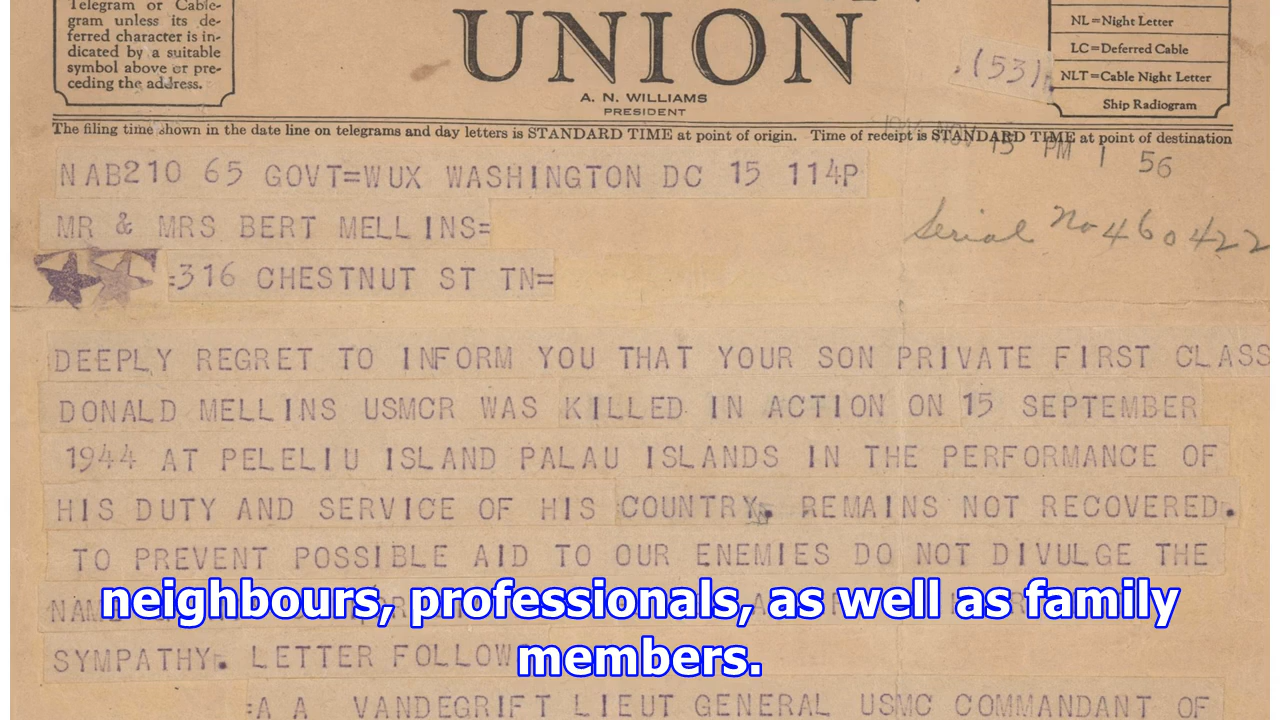 Telegram or Cable-
gram unless its de-
ferred character is in-
dicated by a suitable
symbol above or pre-
ceding the address.
UNION
A. N. WILLIAMS
PRESIDENT
(53)
NL=Night Letter
LC=Deferred Cable
NLT=Cable Night Letter
Ship Radiogram
The filing time shown in the date line on telegrams and day letters is STANDARD TIME at point of origin. Time of receipt is STANDARD TIME at point of destination
NOV 15 PM 1 56
NAB210 65 GOVT=WUX WASHINGTON DC 15 114P
MR & MRS BERT MELLINS=
Serial No 460422
=316 CHESTNUT ST TN=
DEEPLY REGRET TO INFORM YOU THAT YOUR SON PRIVATE FIRST CLASS
DONALD MELLINS USMCR WAS KILLED IN ACTION ON 15 SEPTEMBER
1944 AT PELELIU ISLAND PALAU ISLANDS IN THE PERFORMANCE OF
HIS DUTY AND SERVICE OF HIS COUNTRY. REMAINS NOT RECOVERED.
TO PREVENT POSSIBLE AID TO OUR ENEMIES DO NOT DIVULGE THE
NAME
neighbours, professionals, as well as family
members.
SYMPATHY. LETTER FOLLOW
=A A VANDEGRIFT LIEUT GENERAL USMC COMMANDANT OF